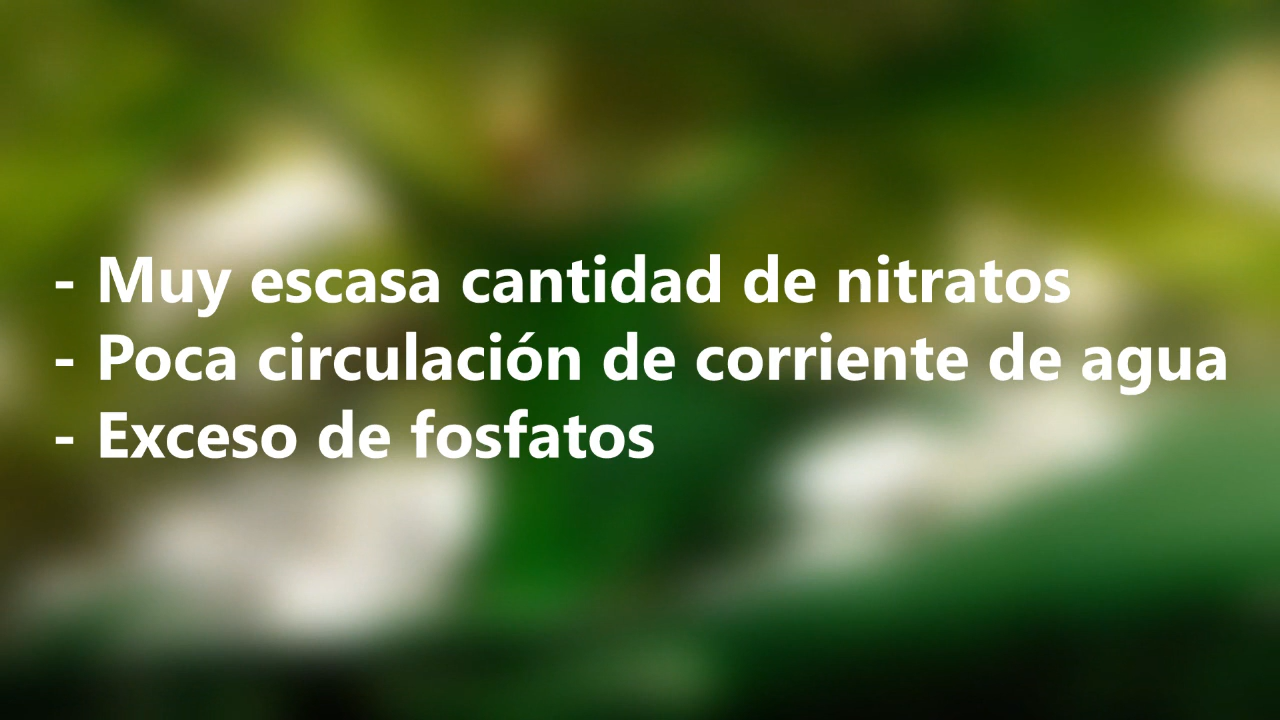 - Muy escasa cantidad de nitratos
- Poca circulación de corriente de agua
- Exceso de fosfatos